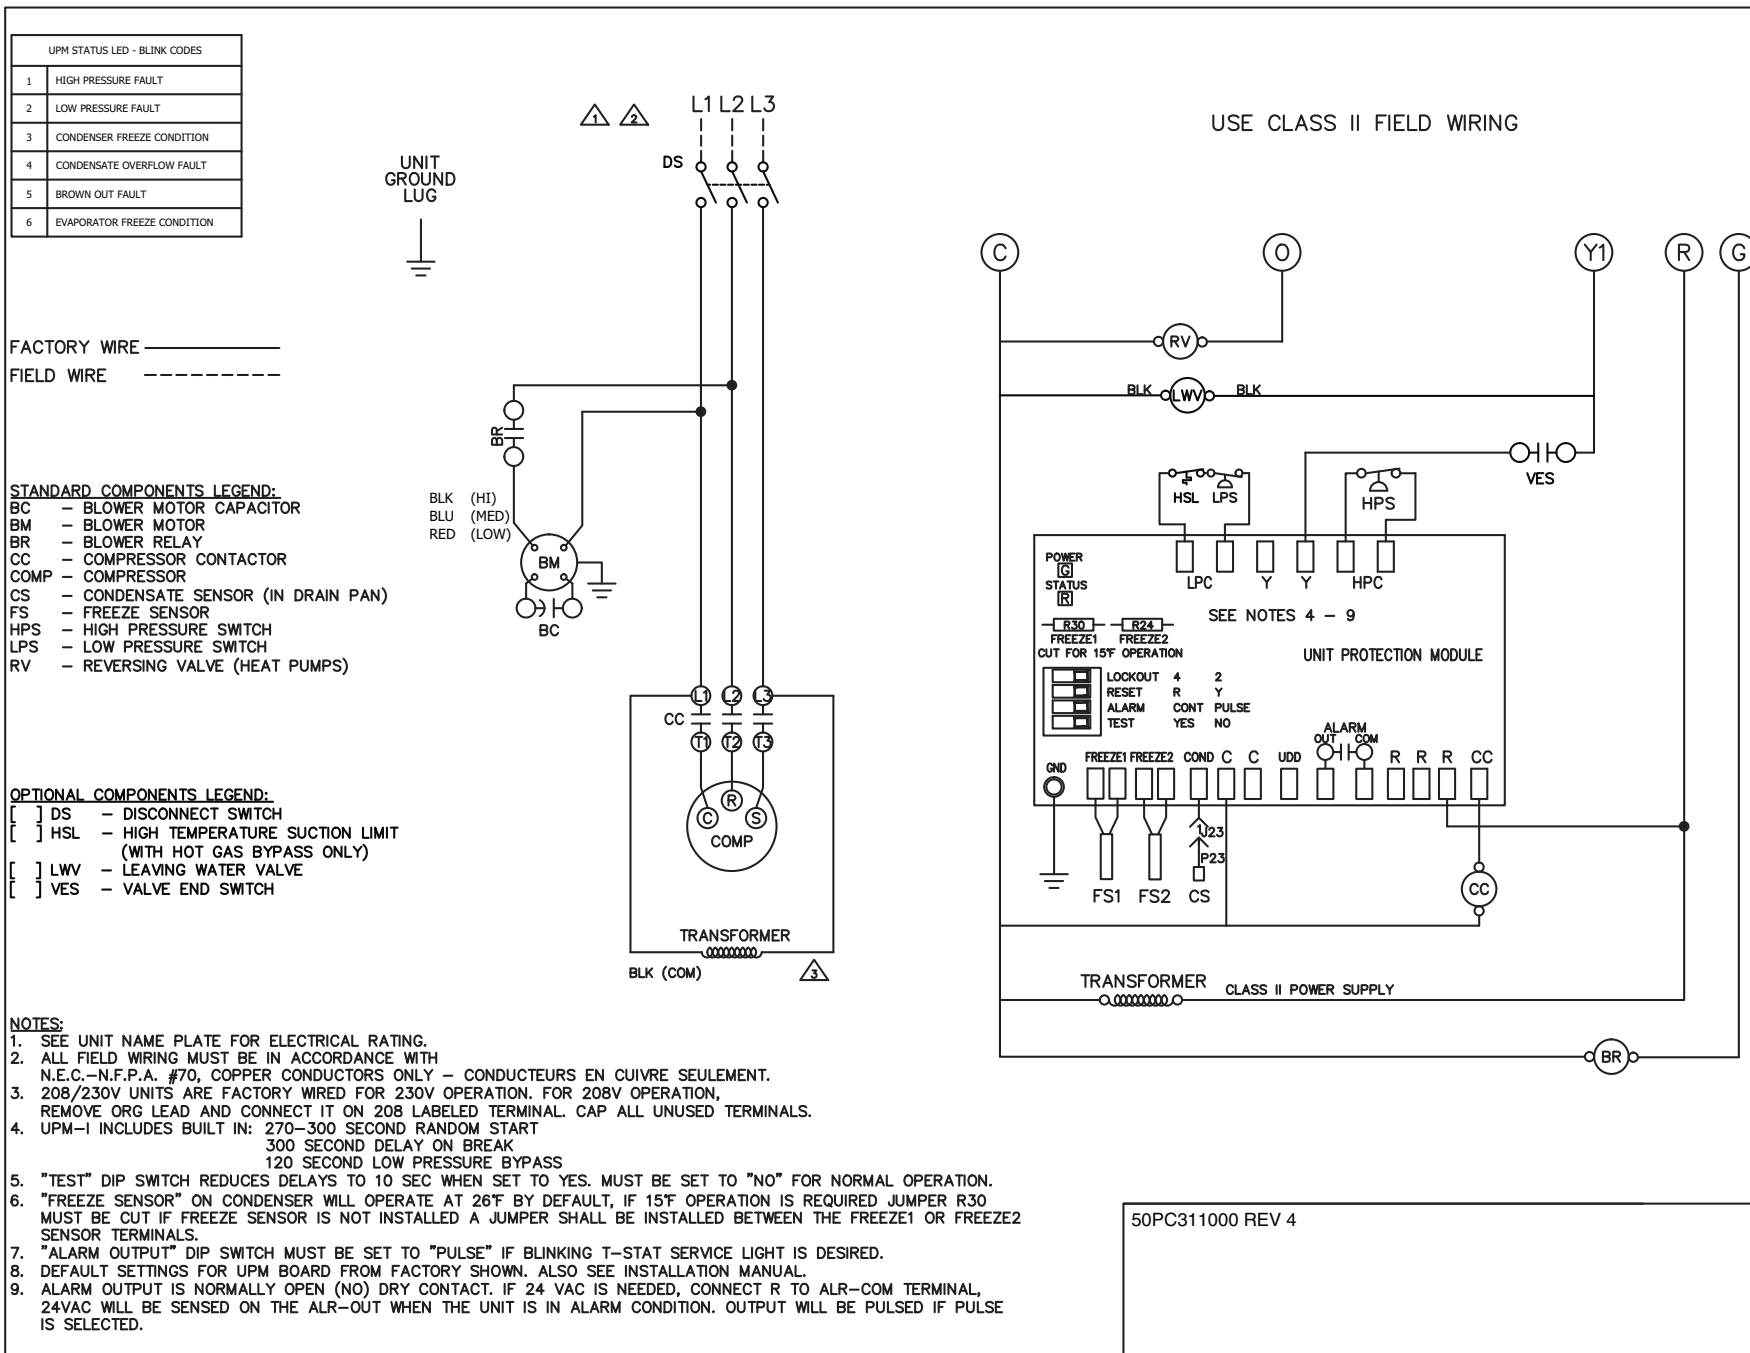 UPM STATUS LED - BLINK CODES
1 HIGH PRESSURE FAULT
2 LOW PRESSURE FAULT
3 CONDENSER FREEZE CONDITION
4 CONDENSATE OVERFLOW FAULT
5 BROWN OUT FAULT
6 EVAPORATOR FREEZE CONDITION
1 2
L1 L2 L3
DS
UNIT
GROUND
LUG
FACTORY WIRE
FIELD WIRE
BR
BLK (HI)
BLU (MED)
RED (LOW)
BM
BC
STANDARD COMPONENTS LEGEND:
BC – BLOWER MOTOR CAPACITOR
BM – BLOWER MOTOR
BR – BLOWER RELAY
CC – COMPRESSOR CONTACTOR
COMP – COMPRESSOR
CS – CONDENSATE SENSOR (IN DRAIN PAN)
FS – FREEZE SENSOR
HPS – HIGH PRESSURE SWITCH
LPS – LOW PRESSURE SWITCH
RV – REVERSING VALVE (HEAT PUMPS)
L1 L2 L3
CC
T1 T2 T3
R
C S
COMP
TRANSFORMER
BLK (COM)
3
OPTIONAL COMPONENTS LEGEND:
[ ] DS – DISCONNECT SWITCH
[ ] HSL – HIGH TEMPERATURE SUCTION LIMIT
(WITH HOT GAS BYPASS ONLY)
[ ] LWV – LEAVING WATER VALVE
[ ] VES – VALVE END SWITCH
USE CLASS II FIELD WIRING
C O Y1 R G
RV
BLK LWV BLK
VES
HSL LPS
HPS
LPC Y Y HPC
POWER
G
STATUS
R
SEE NOTES 4 – 9
R30 R24
FREEZE1 FREEZE2
CUT FOR 15°F OPERATION
UNIT PROTECTION MODULE
LOCKOUT 4 2
RESET R Y
ALARM CONT PULSE
TEST YES NO
ALARM
OUT COM
GND
FREEZE1 FREEZE2 COND C C UDD R R R CC
J23
P23
FS1 FS2 CS
CC
TRANSFORMER
CLASS II POWER SUPPLY
BR
NOTES:
1. SEE UNIT NAME PLATE FOR ELECTRICAL RATING.
2. ALL FIELD WIRING MUST BE IN ACCORDANCE WITH
N.E.C.–N.F.P.A. #70, COPPER CONDUCTORS ONLY – CONDUCTEURS EN CUIVRE SEULEMENT.
3. 208/230V UNITS ARE FACTORY WIRED FOR 230V OPERATION. FOR 208V OPERATION,
REMOVE ORG LEAD AND CONNECT IT ON 208 LABELED TERMINAL. CAP ALL UNUSED TERMINALS.
4. UPM–I INCLUDES BUILT IN: 270–300 SECOND RANDOM START
300 SECOND DELAY ON BREAK
120 SECOND LOW PRESSURE BYPASS
5. "TEST" DIP SWITCH REDUCES DELAYS TO 10 SEC WHEN SET TO YES. MUST BE SET TO "NO" FOR NORMAL OPERATION.
6. "FREEZE SENSOR" ON CONDENSER WILL OPERATE AT 26°F BY DEFAULT, IF 15°F OPERATION IS REQUIRED JUMPER R30
MUST BE CUT IF FREEZE SENSOR IS NOT INSTALLED A JUMPER SHALL BE INSTALLED BETWEEN THE FREEZE1 OR FREEZE2
SENSOR TERMINALS.
7. "ALARM OUTPUT" DIP SWITCH MUST BE SET TO "PULSE" IF BLINKING T–STAT SERVICE LIGHT IS DESIRED.
8. DEFAULT SETTINGS FOR UPM BOARD FROM FACTORY SHOWN. ALSO SEE INSTALLATION MANUAL.
9. ALARM OUTPUT IS NORMALLY OPEN (NO) DRY CONTACT. IF 24 VAC IS NEEDED, CONNECT R TO ALR–COM TERMINAL,
24VAC WILL BE SENSED ON THE ALR–OUT WHEN THE UNIT IS IN ALARM CONDITION. OUTPUT WILL BE PULSED IF PULSE
IS SELECTED.
50PC311000 REV 4